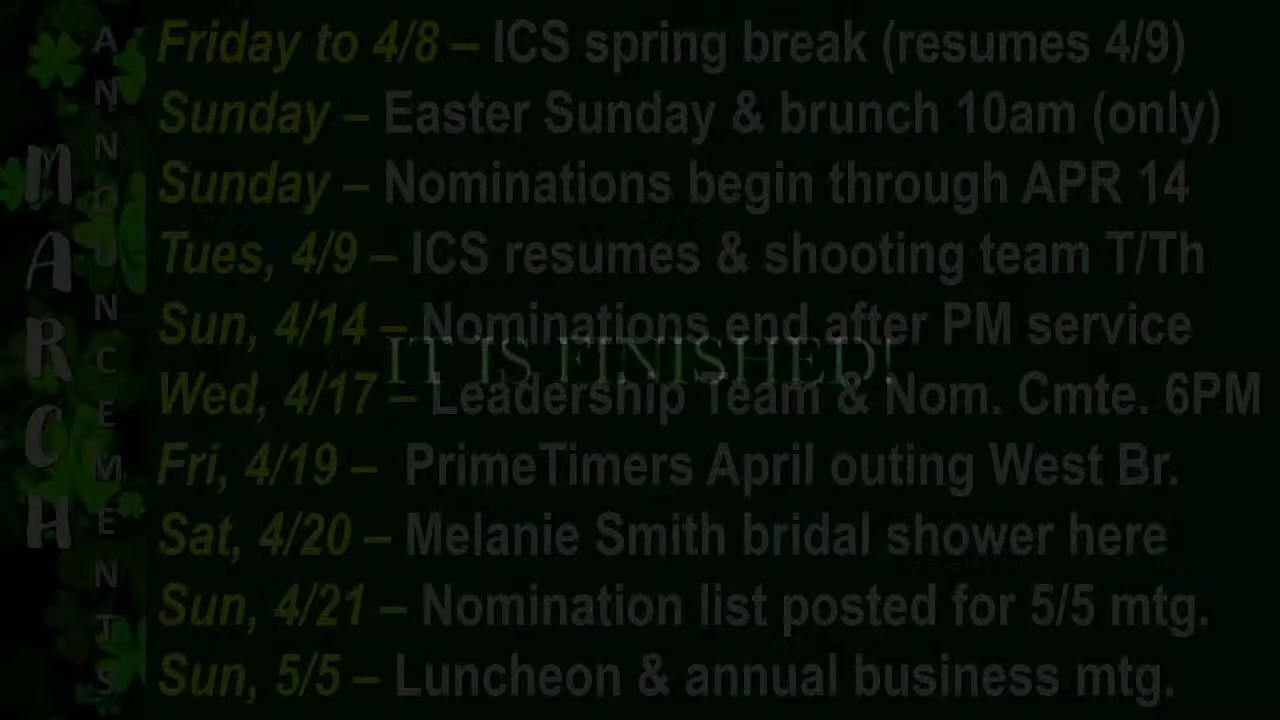 MARCH
ANNOUNCEMENTS
Friday to 4/8 – ICS spring break (resumes 4/9)
Sunday – Easter Sunday & brunch 10am (only)
Sunday – Nominations begin through APR 14
Tues, 4/9 – ICS resumes & shooting team T/Th
Sun, 4/14 – Nominations end after PM service
IT IS FINISHED!
Wed, 4/17 – Leadership Team & Nom. Cmte. 6PM
Fri, 4/19 – PrimeTimers April outing West Br.
Sat, 4/20 – Melanie Smith bridal shower here
Sun, 4/21 – Nomination list posted for 5/5 mtg.
Sun, 5/5 – Luncheon & annual business mtg.